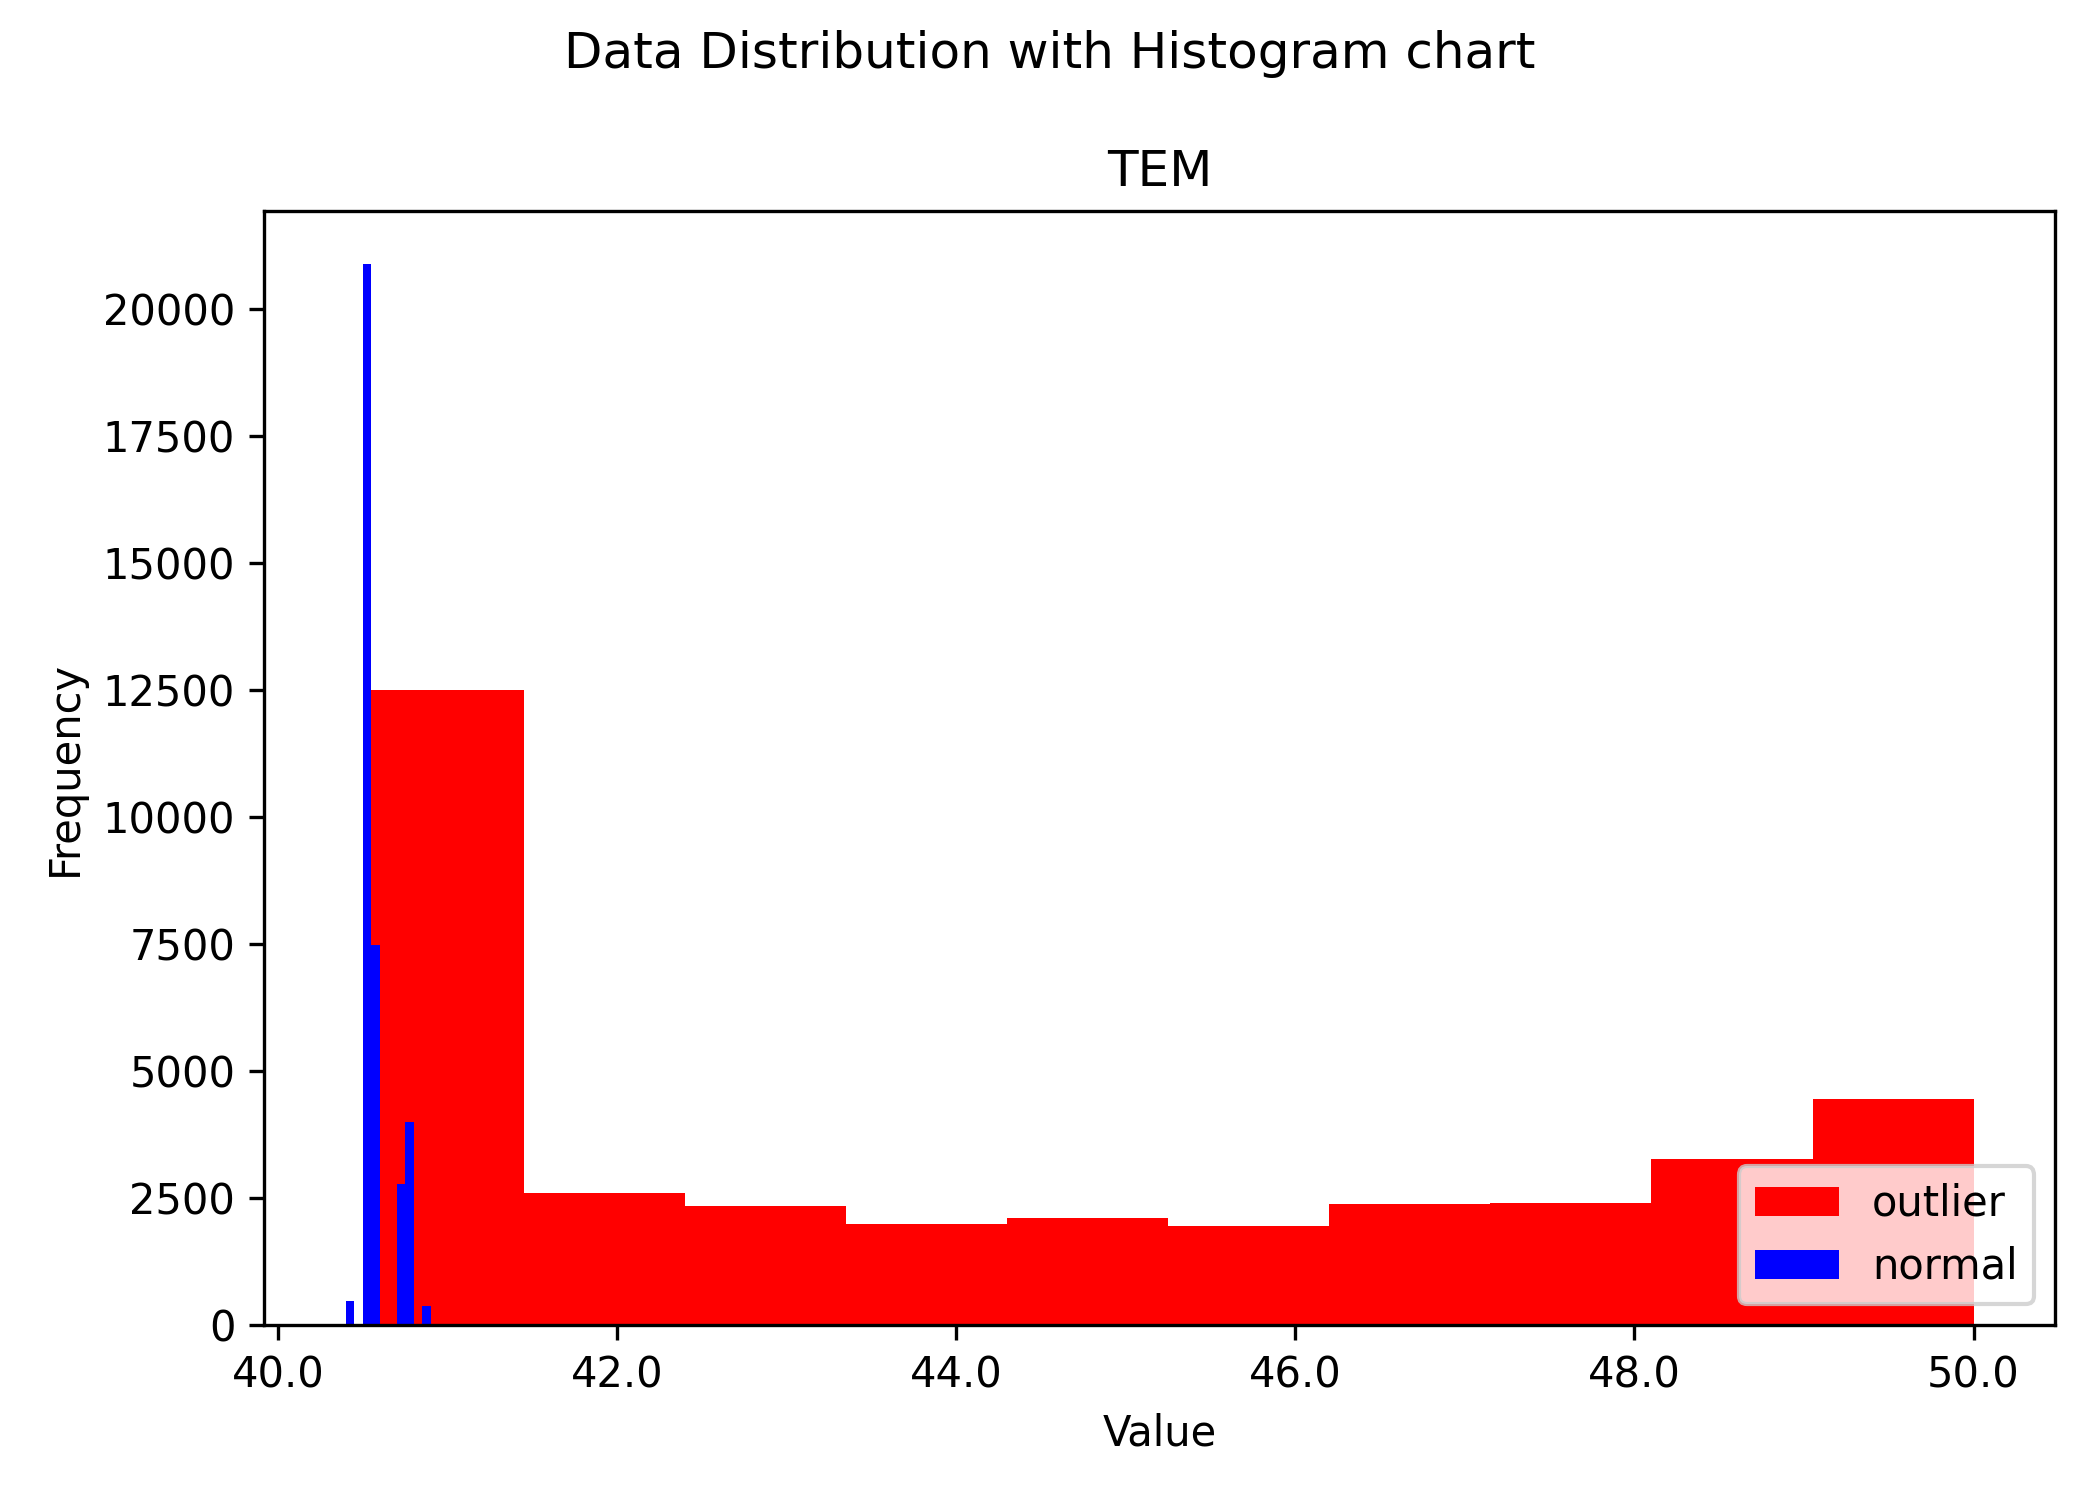 Data Distribution with Histogram chart
TEM
20000
17500
15000
12500
10000
7500
5000
2500
0
Frequency
40.0 42.0 44.0 46.0 48.0 50.0
Value
outlier
normal